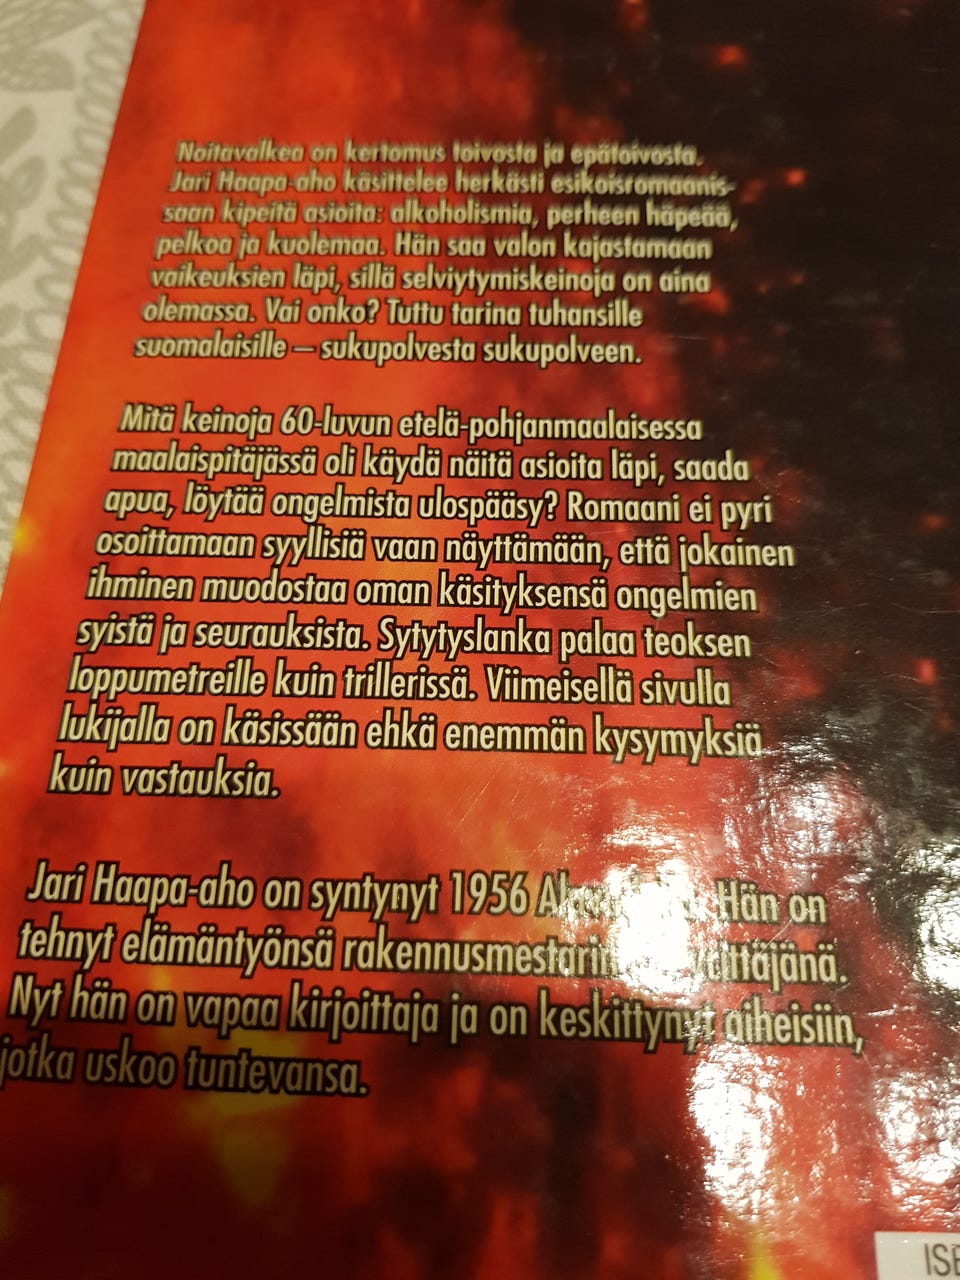 Noitavalkea on kertomus toivosta ja epätoivosta.
Jari Haapa-aho käsittelee herkästi esikoisromaanis-
saan kipeitä asioita: alkoholismia, perheen häpeää,
pelkoa ja kuolemaa. Hän saa valon kajastamaan
vaikeuksien läpi, sillä selviytymiskeinoja on aina
olemassa. Vai onko? Tuttu tarina tuhansille
suomalaisille – sukupolvesta sukupolveen.
Mitä keinoja 60-luvun etelä-pohjanmaalaisessa
maalaispitäjässä oli käydä näitä asioita läpi, saada
apua, löytää ongelmista ulospääsy? Romaani ei pyri
osoittamaan syyllisiä vaan näyttämään, että jokainen
ihminen muodostaa oman käsityksensä ongelmien
syistä ja seurauksista. Sytytyslanka palaa teoksen
loppumetreille kuin trillerissä. Viimeisellä sivulla
lukijalla on käsissään ehkä enemmän kysymyksiä
kuin vastauksia.
Jari Haapa-aho on syntynyt 1956 Hän on
tehnyt elämäntyönsä
Nyt hän on vapaa kirjoittaja ja on keskittynyt aiheisiin,
jotka uskoo tuntevansa.